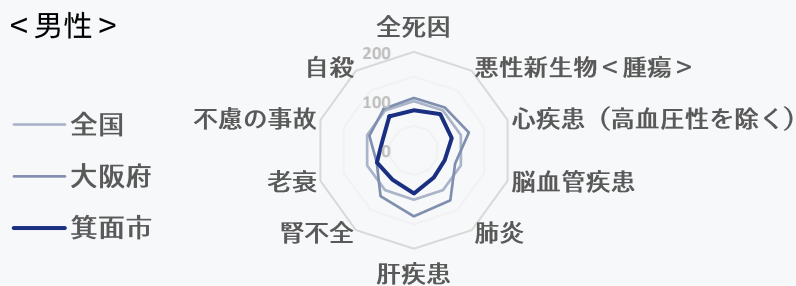 ＜男性＞
全国
大阪府
箕面市
全死因
悪性新生物＜腫瘍＞
心疾患（高血圧性を除く）
脳血管疾患
肺炎
肝疾患
腎不全
老衰
不慮の事故
自殺
200
100
0